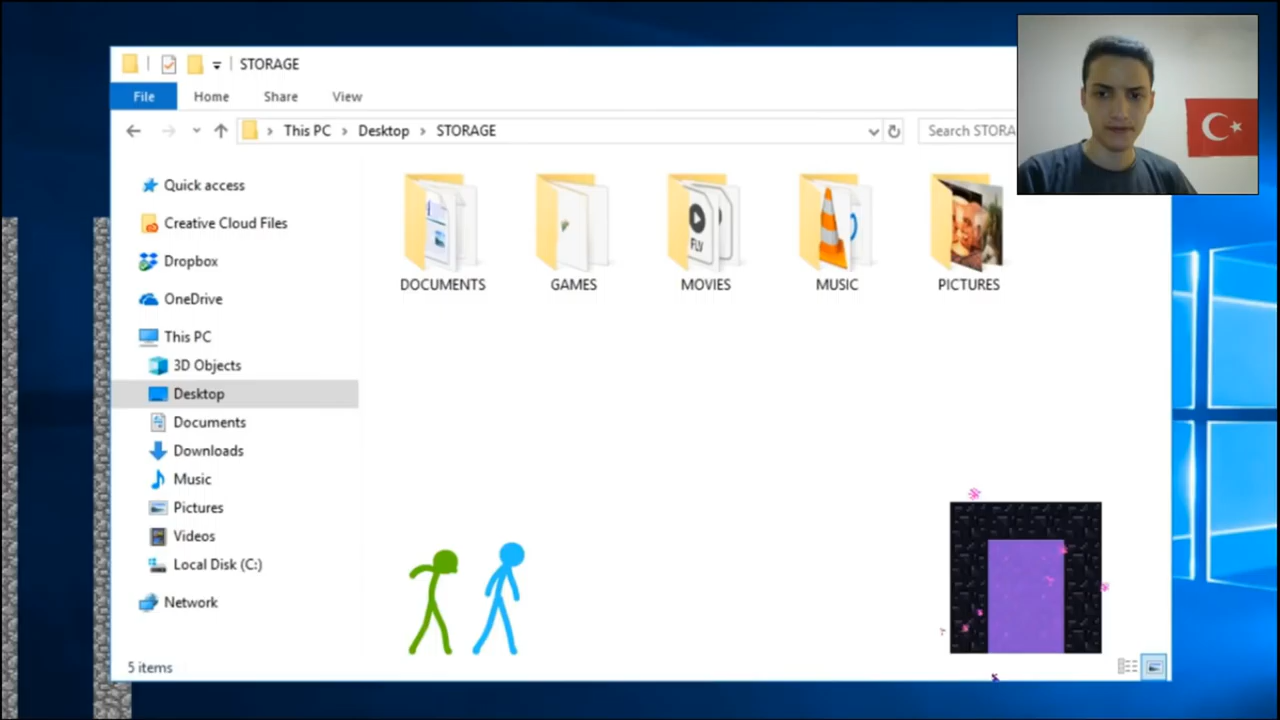 STORAGE
File Home Share View
This PC Desktop STORAGE
Search STORA
Quick access
Creative Cloud Files
Dropbox
OneDrive
This PC
3D Objects
Desktop
Documents
Downloads
Music
Pictures
Videos
Local Disk (C:)
Network
FLV
DOCUMENTS GAMES MOVIES MUSIC PICTURES
5 items